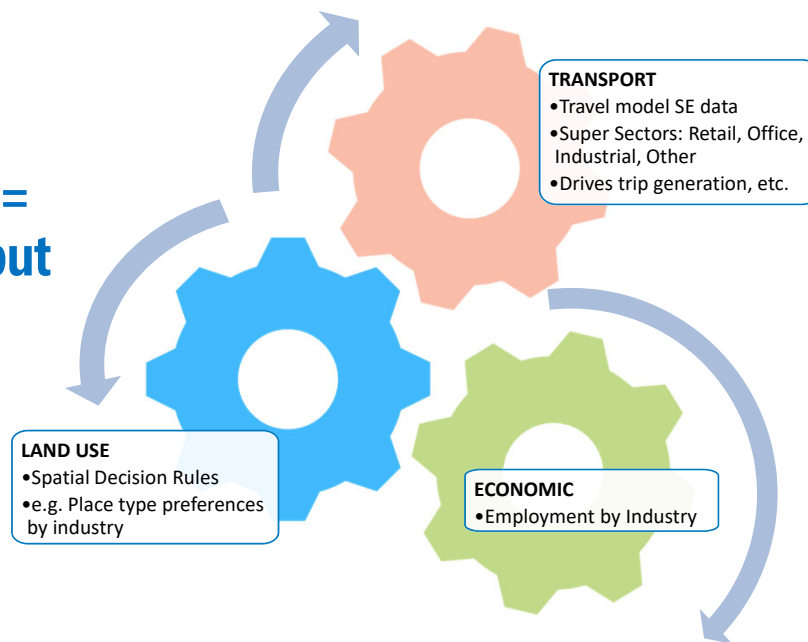 =
TRANSPORT
•Travel model SE data
•Super Sectors: Retail, Office,
Industrial, Other
•Drives trip generation, etc.
LAND USE
•Spatial Decision Rules
•e.g. Place type preferences
by industry
ECONOMIC
•Employment by Industry